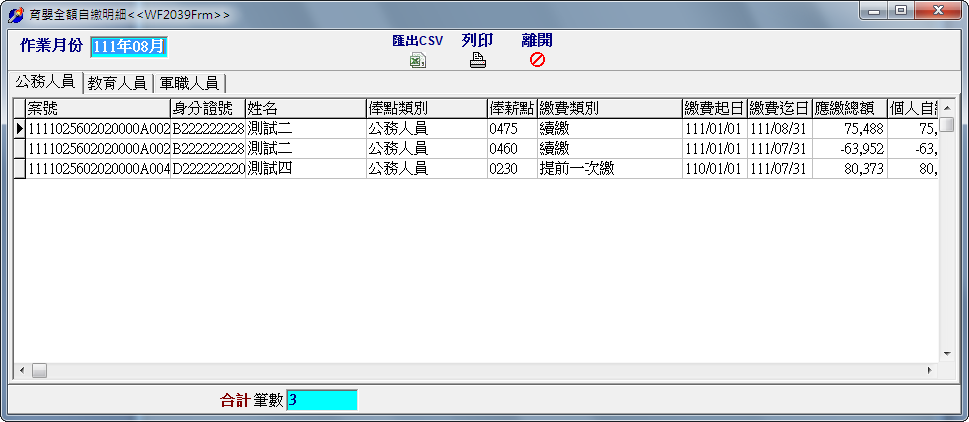 育嬰全額自繳明細<<WF2039Frm>>
作業月份 111年08月 匯出CSV 列印 離開
公務人員 教育人員 軍職人員
案號 身分證號 姓名 俸點類別 俸薪點 繳費類別 繳費起日 繳費迄日 應繳總額 個人自繳
1111025602020000A002 B222222228 測試二 公務人員 0475 續繳 111/01/01 111/08/31 75,488 75,
1111025602020000A002 B222222228 測試二 公務人員 0460 續繳 111/01/01 111/07/31 -63,952 -63,
1111025602020000A004 D222222220 測試四 公務人員 0230 提前一次繳 110/01/01 111/07/31 80,373 80,
合計 筆數 3